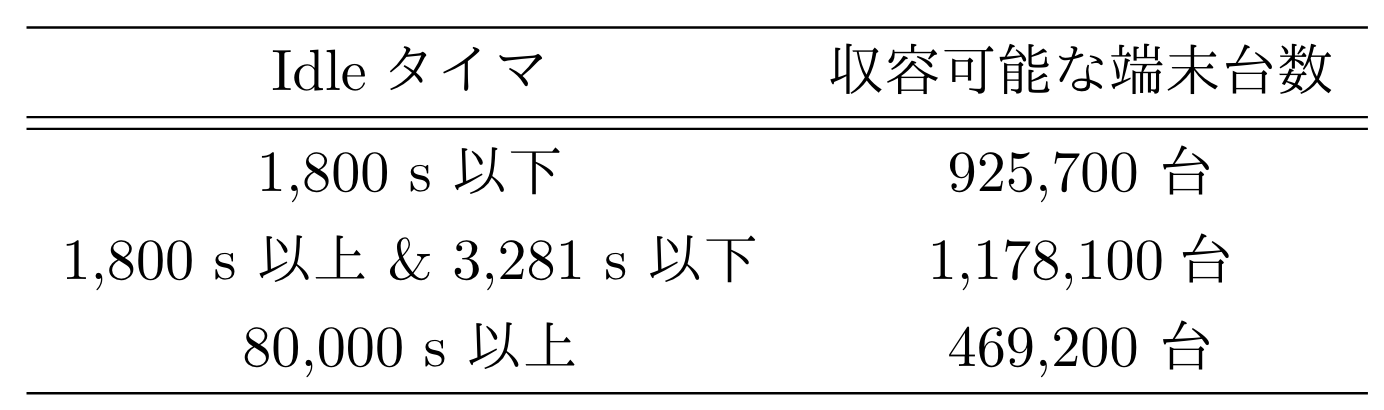 Idle タイマ 収容可能な端末台数
1,800 s 以下 925,700 台
1,800 s 以上 & 3,281 s 以下 1,178,100 台
80,000 s 以上 469,200 台